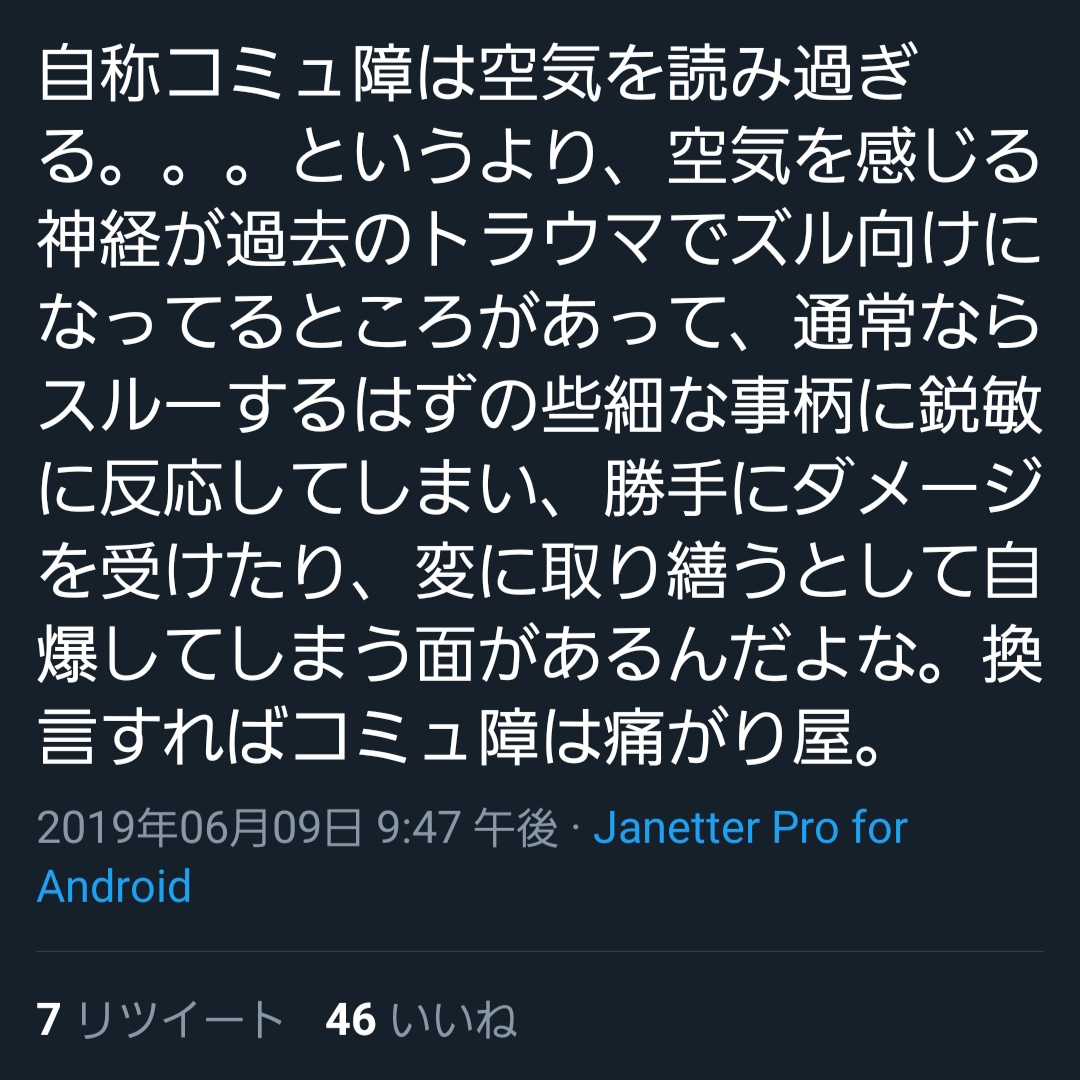 自称コミュ障は空気を読み過ぎ
る。。。というより、空気を感じる
神経が過去のトラウマでズル向けに
なってるところがあって、通常なら
スルーするはずの些細な事柄に鋭敏
に反応してしまい、勝手にダメージ
を受けたり、変に取り繕うとして自
爆してしまう面があるんだよな。換
言すればコミュ障は痛がり屋。
2019年06月09日 9:47 午後 · Janetter Pro for
Android
7 リツイート 46 いいね